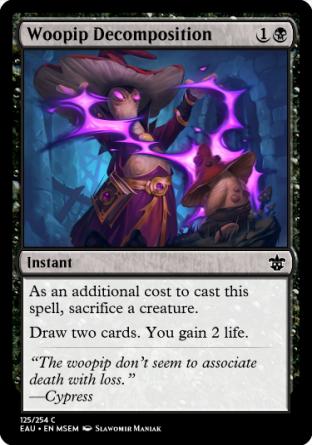 Woopip Decomposition 1
Instant
As an additional cost to cast this
spell, sacrifice a creature.
Draw two cards. You gain 2 life.
“The woopip don’t seem to associate
death with loss.”
—Cypress
125/254 C
EAU • EN MSEM Slawomir Maniak